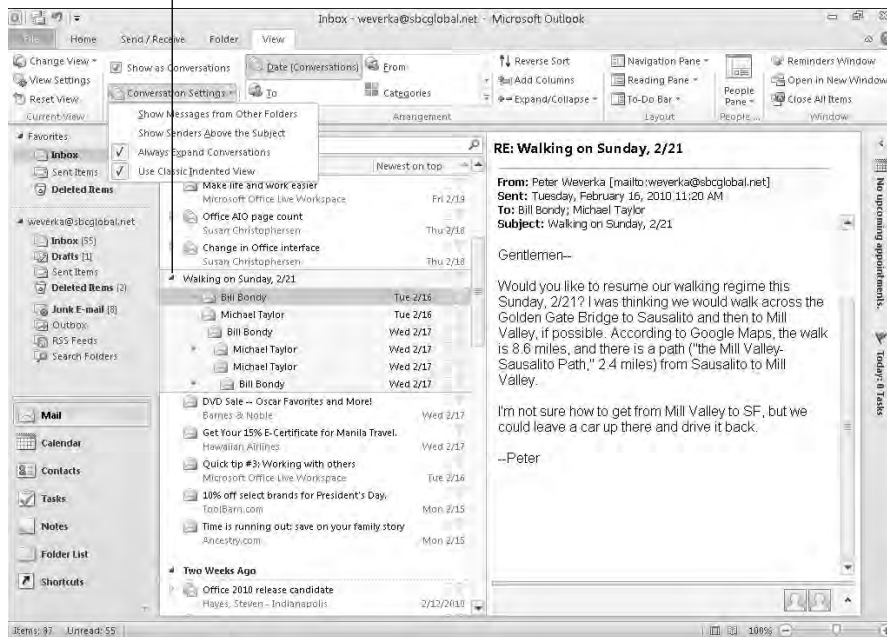 Inbox - weverka@sbcglobal.net - Microsoft Outlook
File Home Send / Receive Folder View
Change View
View Settings
Reset View
Current View
Show as Conversations
Conversation Settings
Date (Conversations)
From
To
Categories
Reverse Sort
Add Columns
Expand/Collapse
Arrangement
Navigation Pane
Reading Pane
To-Do Bar
Layout
People Pane
People ...
Reminders Window
Open in New Window
Close All Items
Window
Show Messages from Other Folders
Show Senders Above the Subject
Always Expand Conversations
Use Classic Indented View
Favorites
Inbox
Sent Items
Deleted Items
weverka@sbcglobal.net
Inbox (55)
Drafts [1]
Sent Items
Deleted Items (2)
Junk E-mail [8]
Outbox
RSS Feeds
Search Folders
Mail
Calendar
Contacts
Tasks
Notes
Folder List
Shortcuts
Newest on top
Make life and work easier
Microsoft Office Live Workspace Fri 2/19
Office AIO page count
Susan Christophersen Thu 2/18
Change in Office interface
Susan Christophersen Thu 2/18
Walking on Sunday, 2/21
Bill Bondy Tue 2/16
Michael Taylor Tue 2/16
Bill Bondy Wed 2/17
Michael Taylor Wed 2/17
Michael Taylor Wed 2/17
Bill Bondy Wed 2/17
DVD Sale -- Oscar Favorites and More!
Barnes & Noble Wed 2/17
Get Your 15% E-Certificate for Manila Travel.
Hawaiian Airlines Wed 2/17
Quick tip #3: Working with others
Microsoft Office Live Workspace Tue 2/16
10% off select brands for President's Day.
ToolBarn.com Mon 2/15
Time is running out: save on your family story
Ancestry.com Mon 2/15
Two Weeks Ago
Office 2010 release candidate
Hayes, Steven - Indianapolis 2/12/2010
RE: Walking on Sunday, 2/21
From: Peter Weverka [mailto:weverka@sbcglobal.net]
Sent: Tuesday, February 16, 2010 11:20 AM
To: Bill Bondy; Michael Taylor
Subject: Walking on Sunday, 2/21
Gentlemen--
Would you like to resume our walking regime this
Sunday, 2/21? I was thinking we would walk across the
Golden Gate Bridge to Sausalito and then to Mill
Valley, if possible. According to Google Maps, the walk
is 8.6 miles, and there is a path ("the Mill Valley-
Sausalito Path," 2.4 miles) from Sausalito to Mill
Valley.
I'm not sure how to get from Mill Valley to SF, but we
could leave a car up there and drive it back.
--Peter
No upcoming appointments.
Today: 0 Tasks
Items: 97 Unread: 55
100%